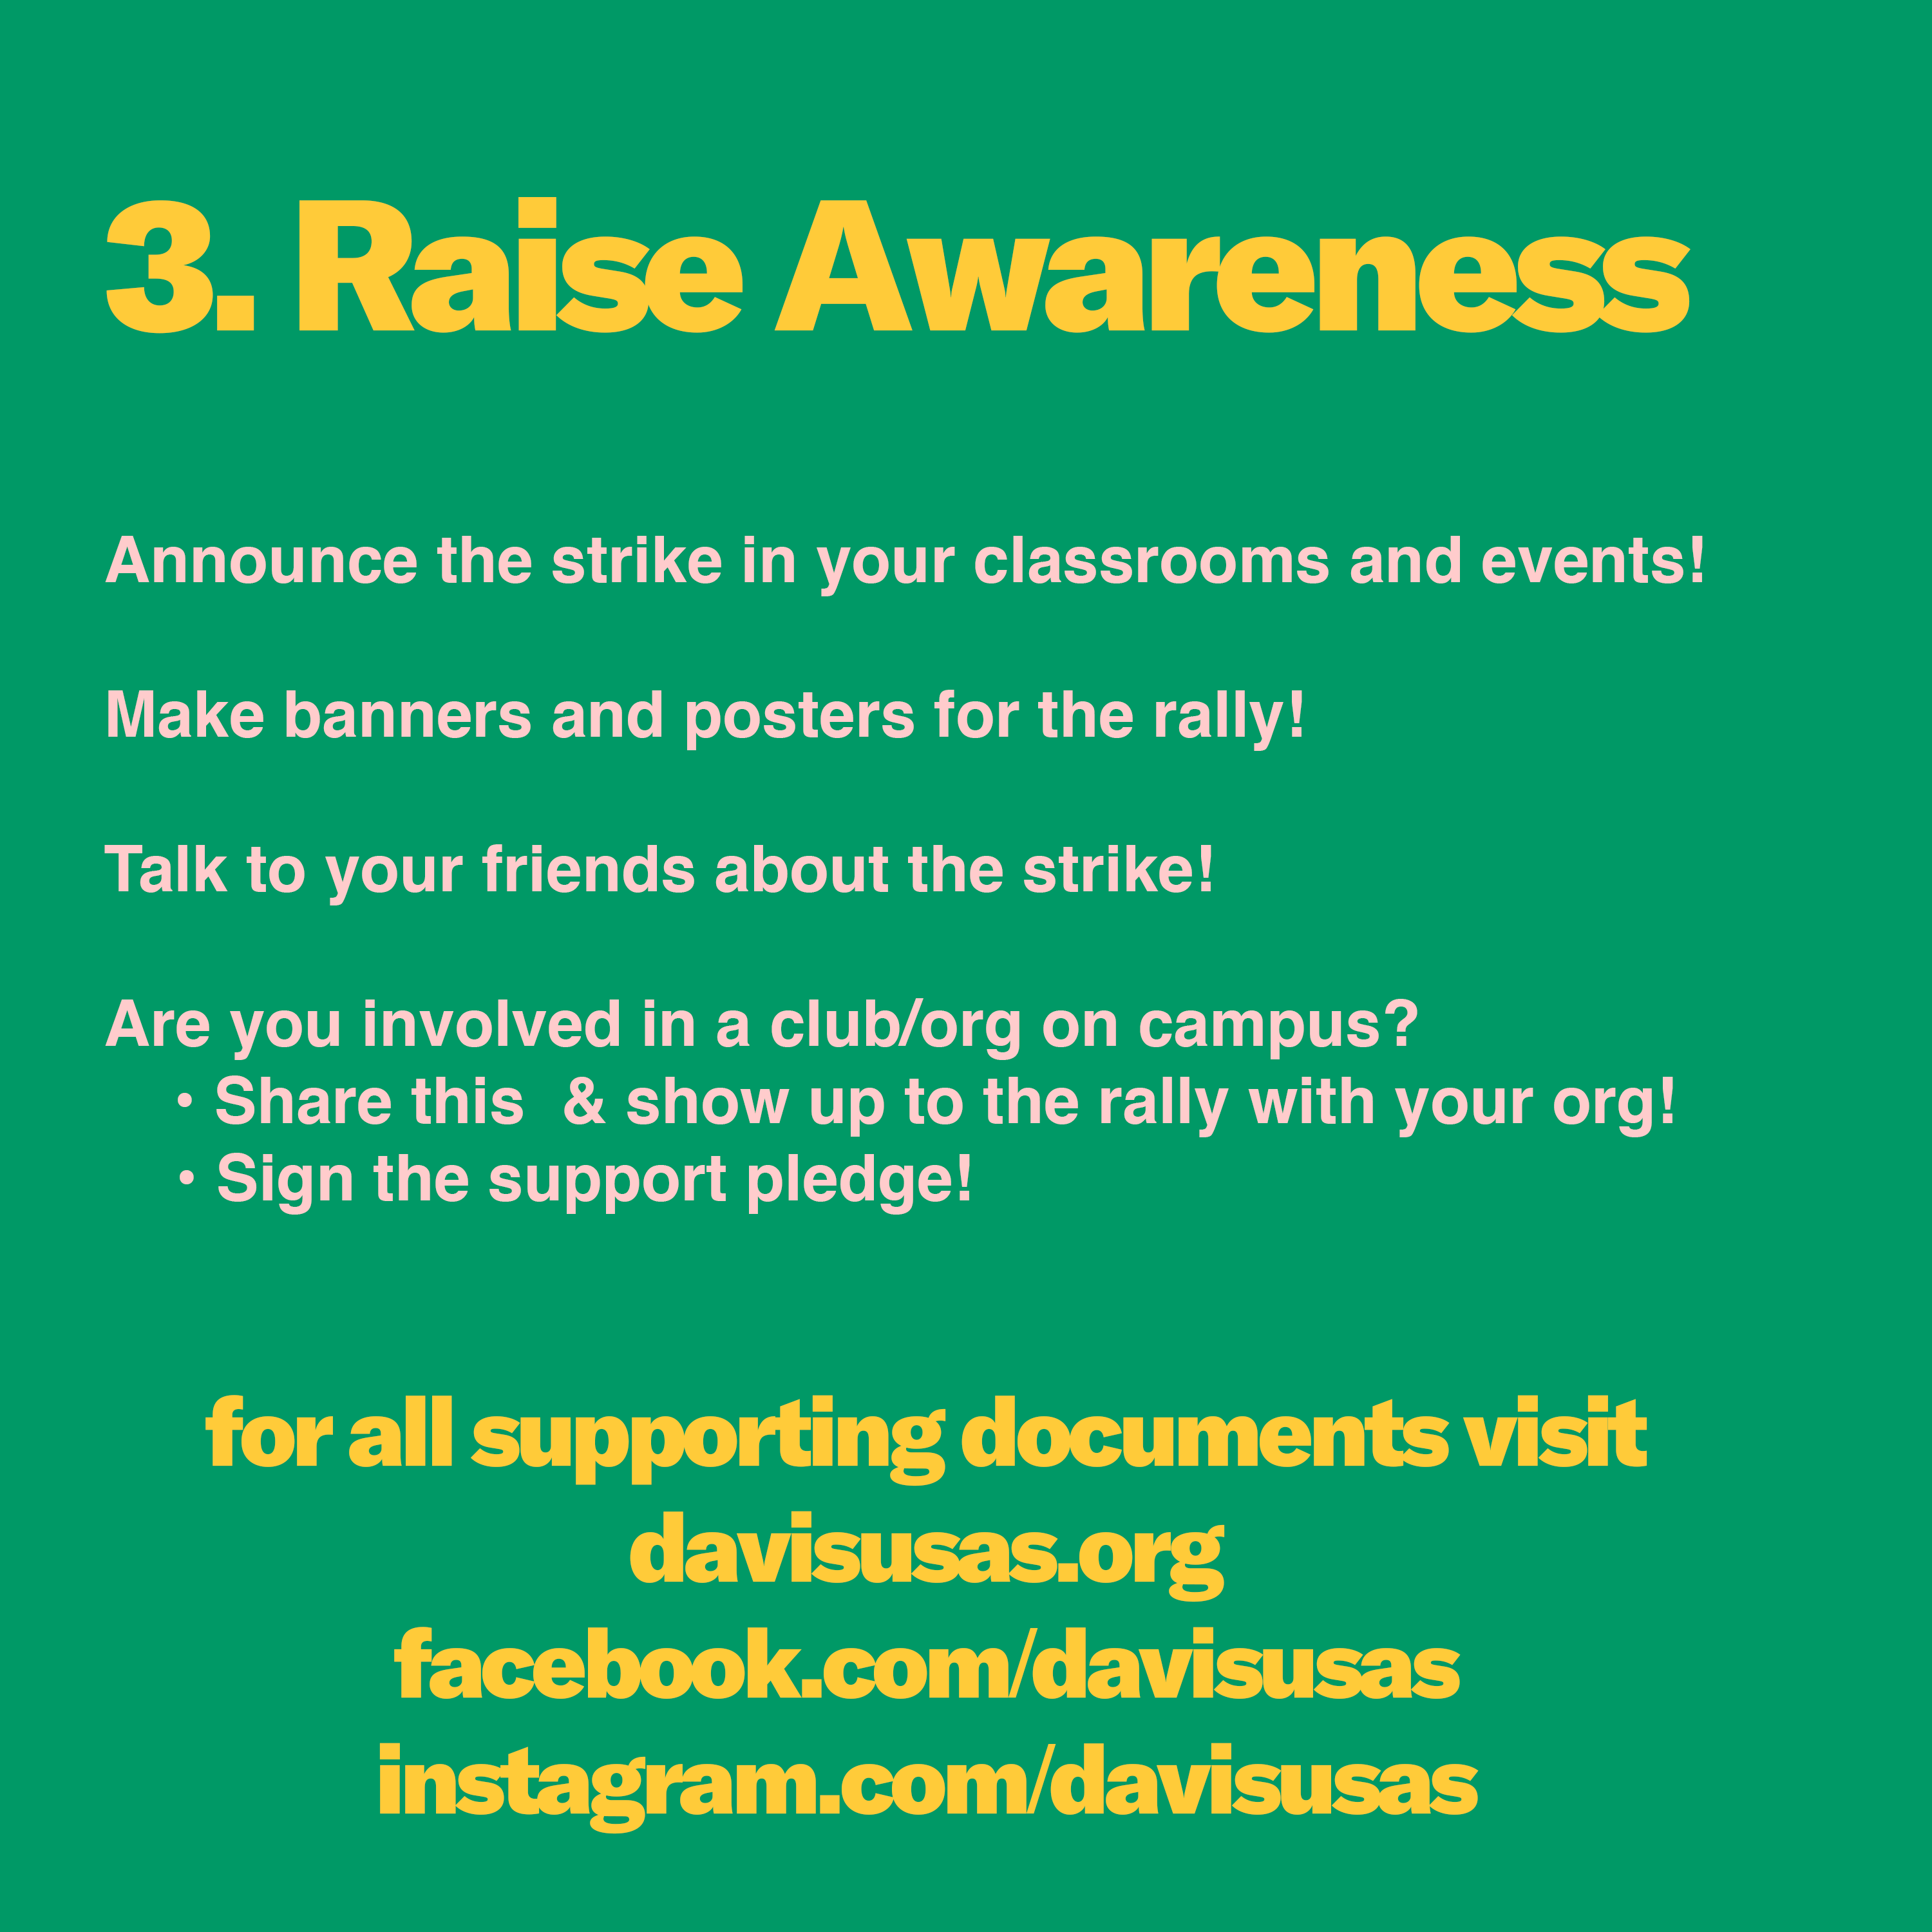 3. Raise Awareness
Announce the strike in your classrooms and events!
Make banners and posters for the rally!
Talk to your friends about the strike!
Are you involved in a club/org on campus?
• Share this  & show up to the rally with your org!
• Sign the support pledge!
for all supporting documents visit
davisusas.org
facebook.com/davisusas
instagram.com/davisusas